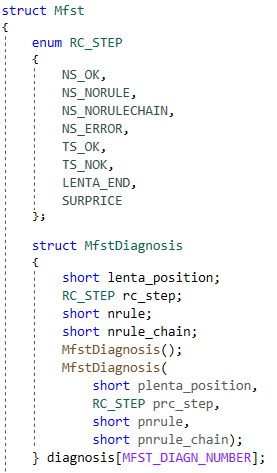 struct Mfst
{
enum RC_STEP
{
NS_OK,
NS_NORULE,
NS_NORULECHAIN,
NS_ERROR,
TS_OK,
TS_NOK,
LENTA_END,
SURPRICE
};
struct MfstDiagnosis
{
short lenta_position;
RC_STEP rc_step;
short nrule;
short nrule_chain;
MfstDiagnosis();
MfstDiagnosis(
short plenta_position,
RC_STEP prc_step,
short pnrule,
short pnrule_chain);
} diagnosis[MFST_DIAGN_NUMBER];